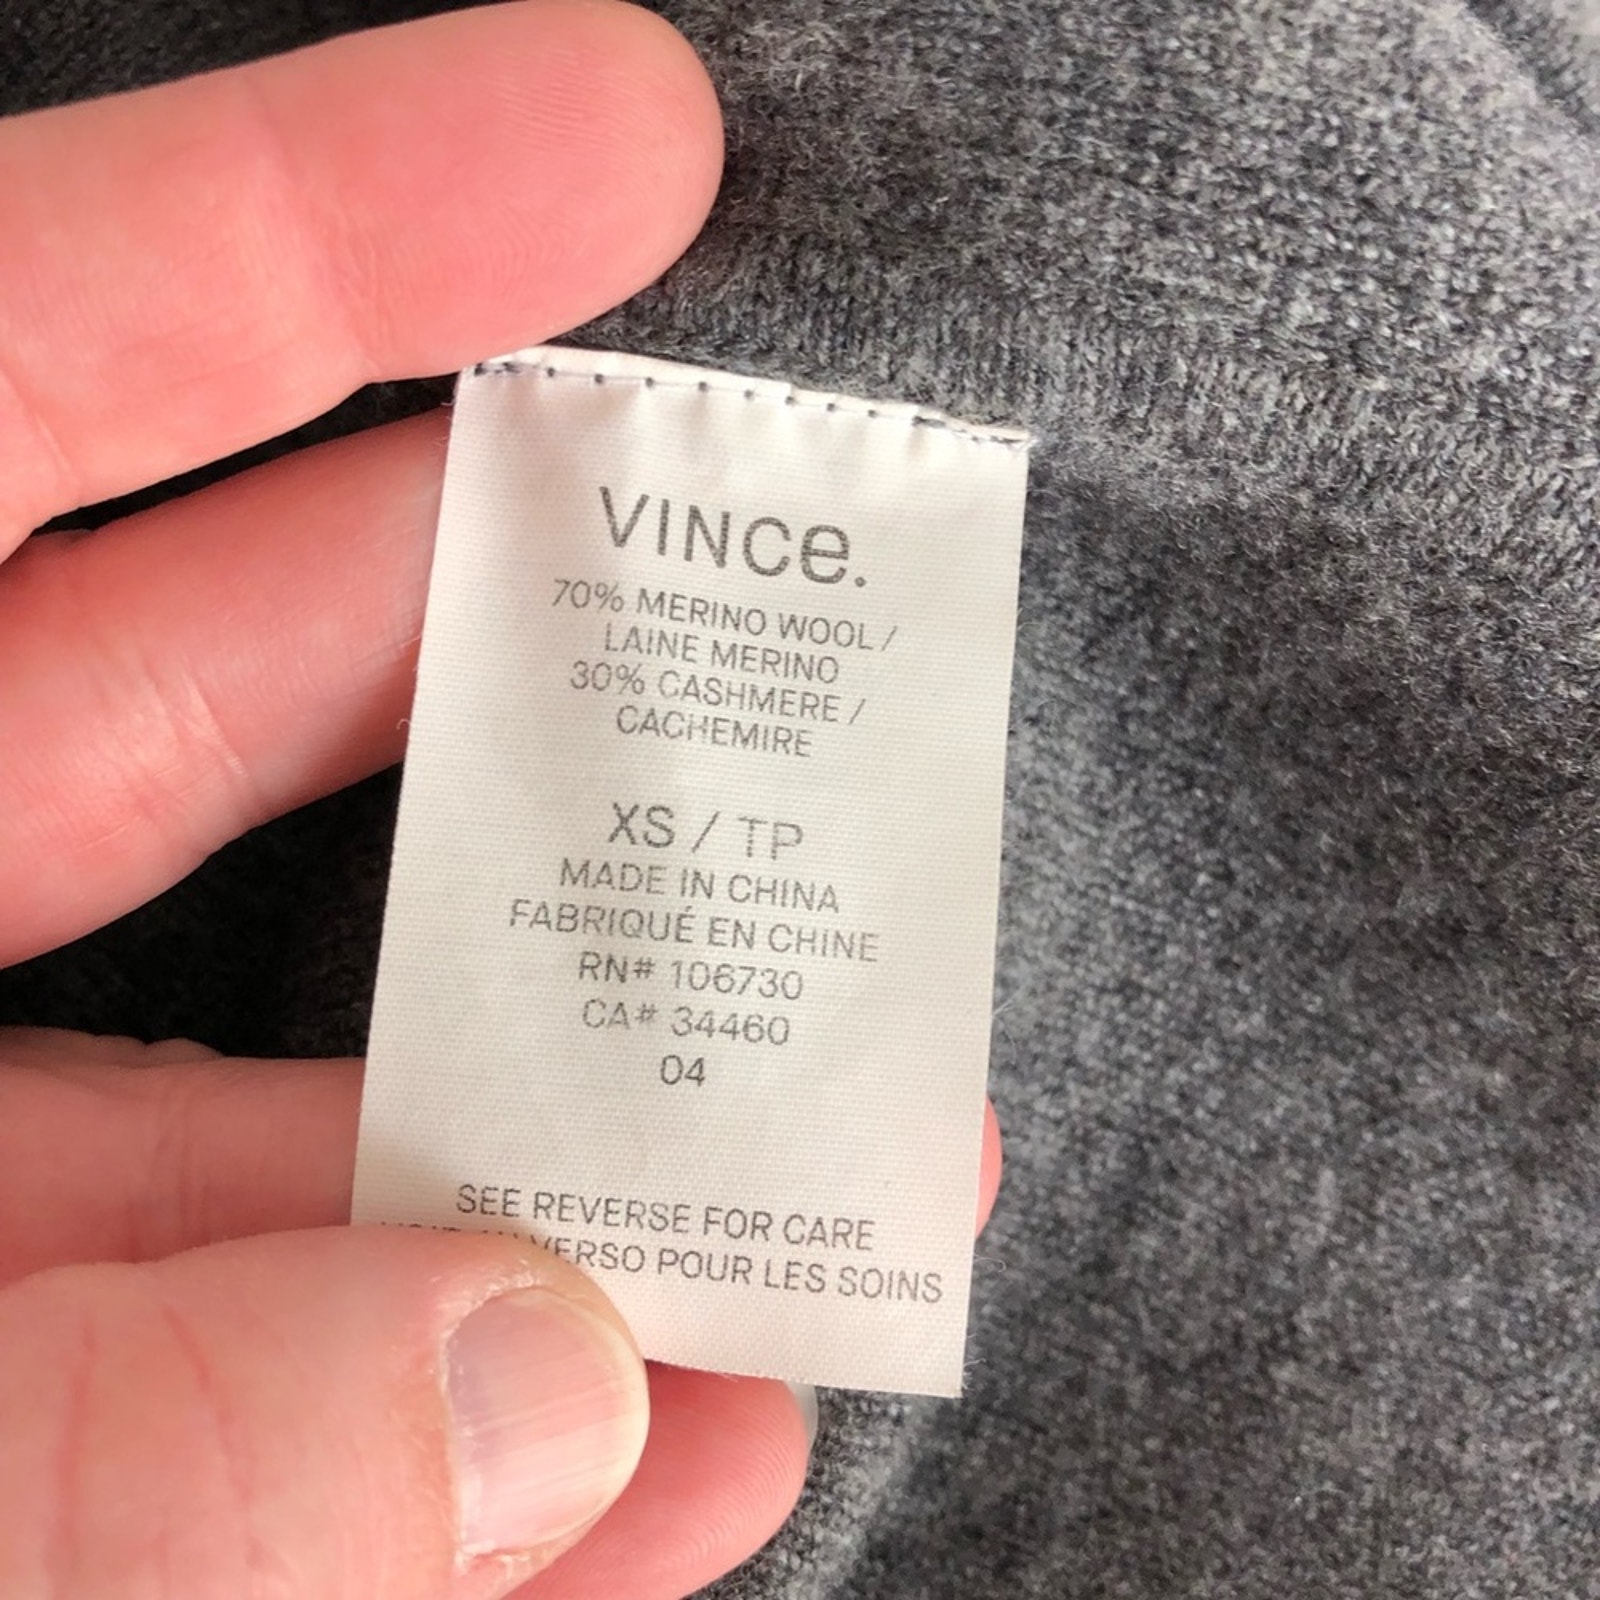 VINCe.
70% MERINO WOOL /
LAINE MERINO
30% CASHMERE /
CACHEMIRE
XS / TP
MADE IN CHINA
FABRIQUÉ EN CHINE
RN# 106730
CA# 34460
04
SEE REVERSE FOR CARE
VERSO POUR LES SOINS